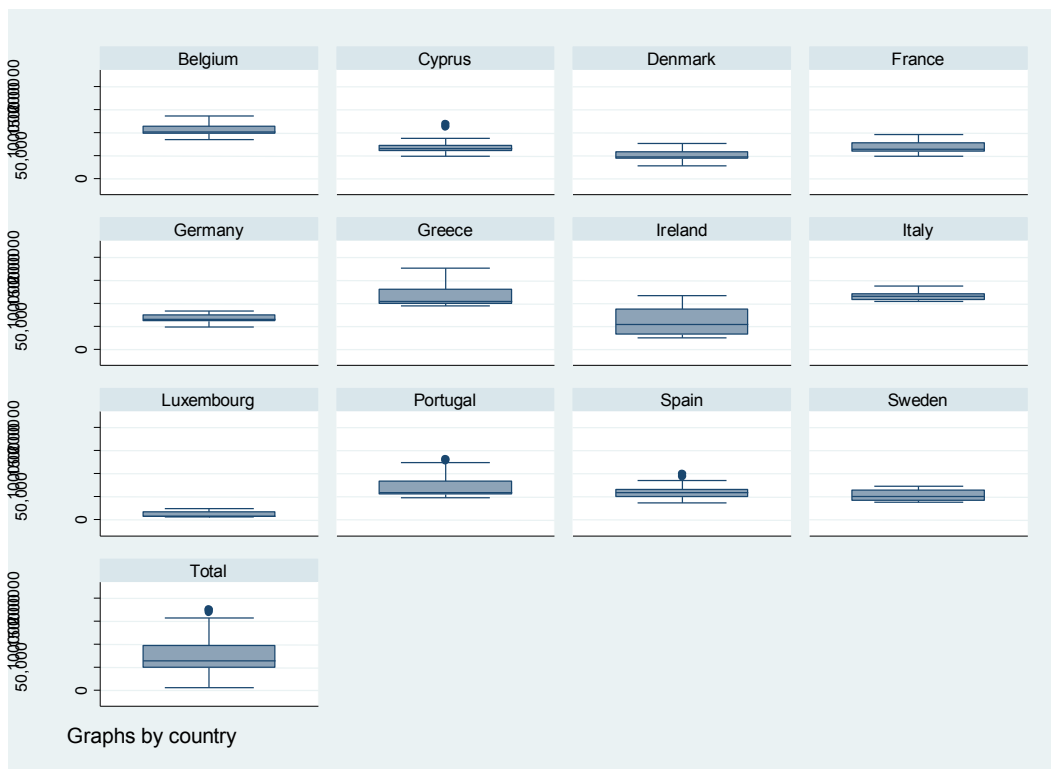 Belgium Cyprus Denmark France
50,000
0
Germany Greece Ireland Italy
50,000
0
Luxembourg Portugal Spain Sweden
50,000
0
Total
50,000
0
Graphs by country